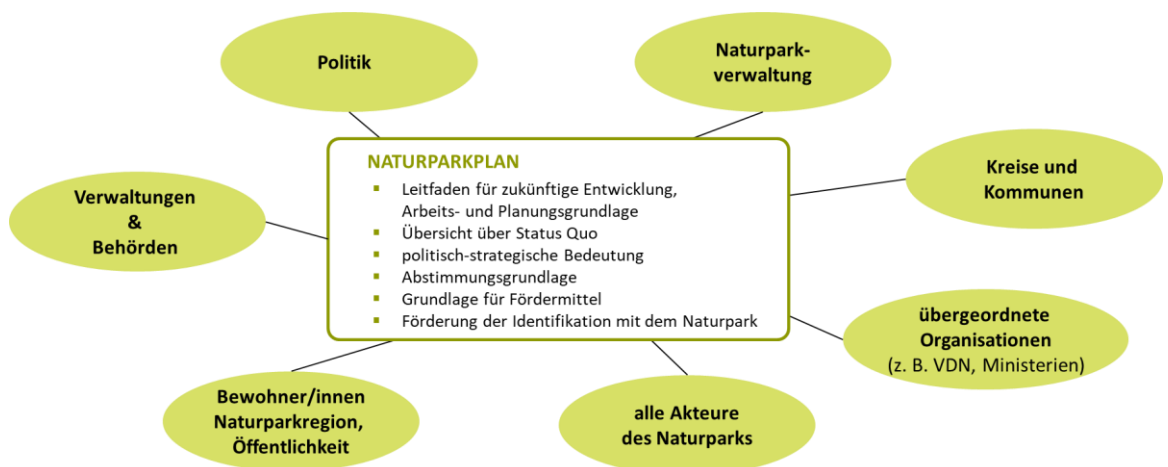 Politik
Naturpark-
verwaltung
Verwaltungen
&
Behörden
NATURPARKPLAN
▪ Leitfaden für zukünftige Entwicklung,
Arbeits- und Planungsgrundlage
▪ Übersicht über Status Quo
▪ politisch-strategische Bedeutung
▪ Abstimmungsgrundlage
▪ Grundlage für Fördermittel
▪ Förderung der Identifikation mit dem Naturpark
Kreise und
Kommunen
übergeordnete
Organisationen
(z. B. VDN, Ministerien)
Bewohner/innen
Naturparkregion,
Öffentlichkeit
alle Akteure
des Naturparks